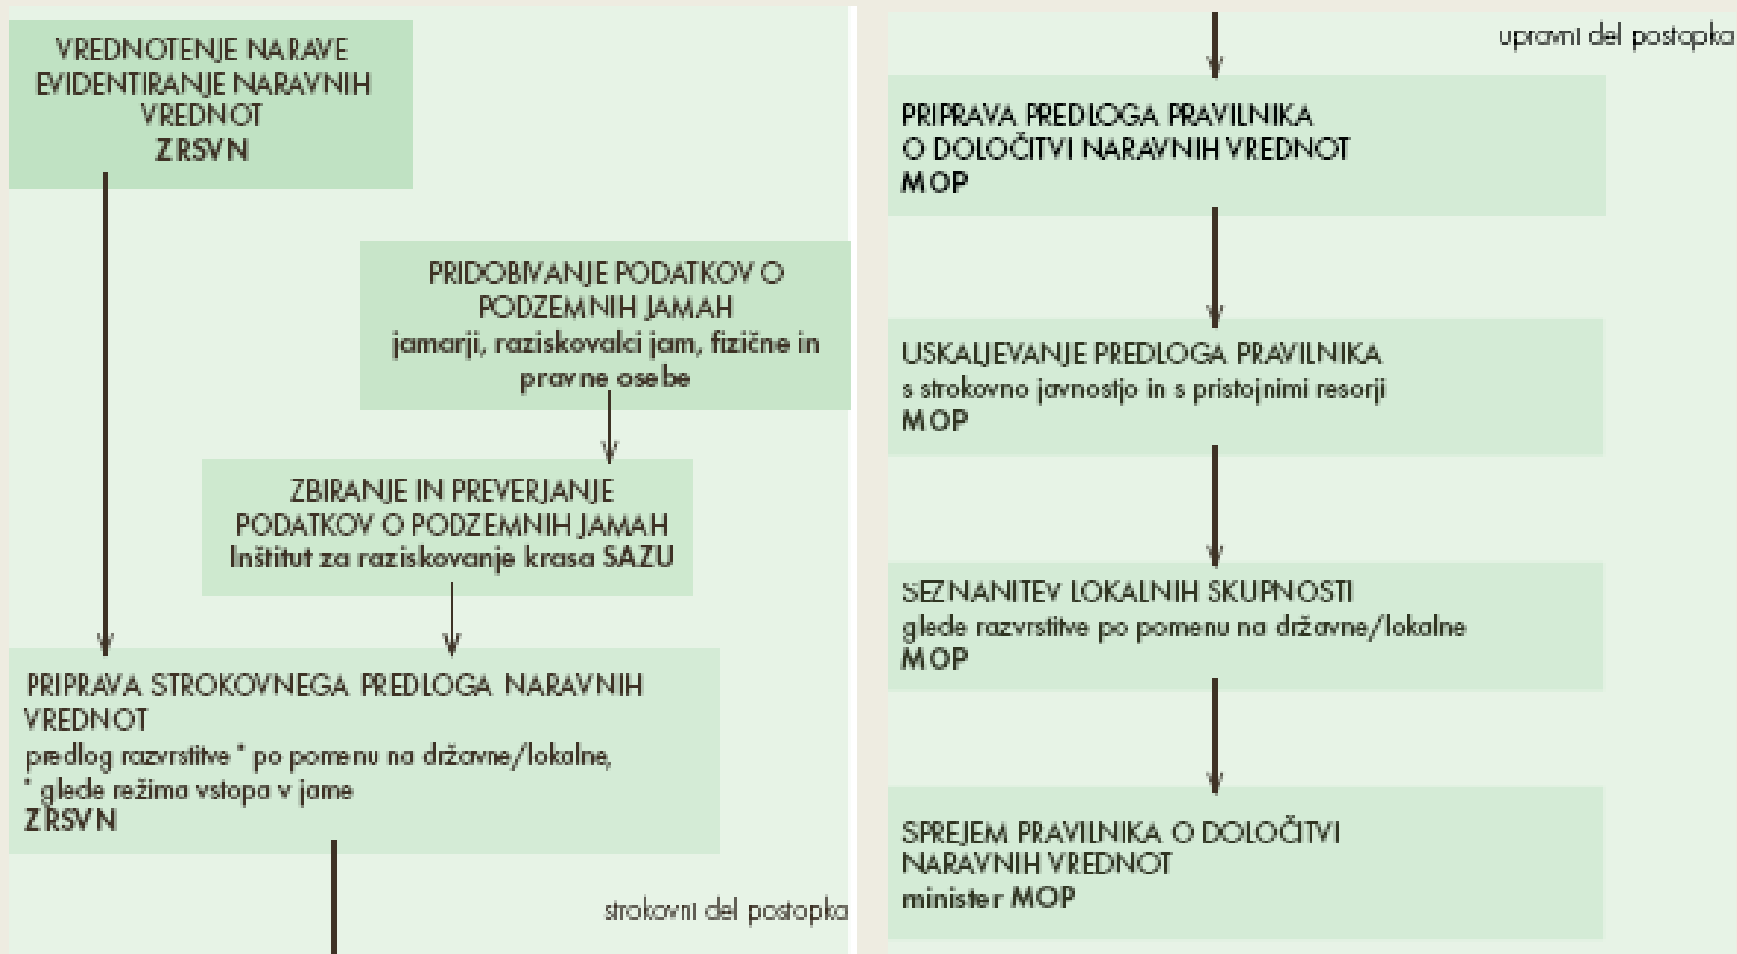 VREDNOTENJE NARAVE
EVIDENTIRANJE NARAVNIH
VREDNOT
ZRSVN
PRIDOBIVANJE PODATKOV O
PODZEMNIH JAMAH
jamarji, raziskovalci jam, fizične in
pravne osebe
ZBIRANJE IN PREVERJANJE
PODATKOV O PODZEMNIH JAMAH
Inštitut za raziskovanje krasa SAZU
PRIPRAVA STROKOVNEGA PREDLOGA NARAVNIH
VREDNOT
predlog razvrstitve * po pomenu na državne/lokalne,
* glede režima vstopa v jame
ZRSVN
strokovni del postopka
upravni del postopka
PRIPRAVA PREDLOGA PRAVILNIKA
O DOLOČITVI NARAVNIH VREDNOT
MOP
USKALJEVANJE PREDLOGA PRAVILNIKA
s strokovno javnostjo in s pristojnimi resorji
MOP
SEZNANITEV LOKALNIH SKUPNOSTI
glede razvrstitve po pomenu na državne/lokalne
MOP
SPREJEM PRAVILNIKA O DOLOČITVI
NARAVNIH VREDNOT
minister MOP